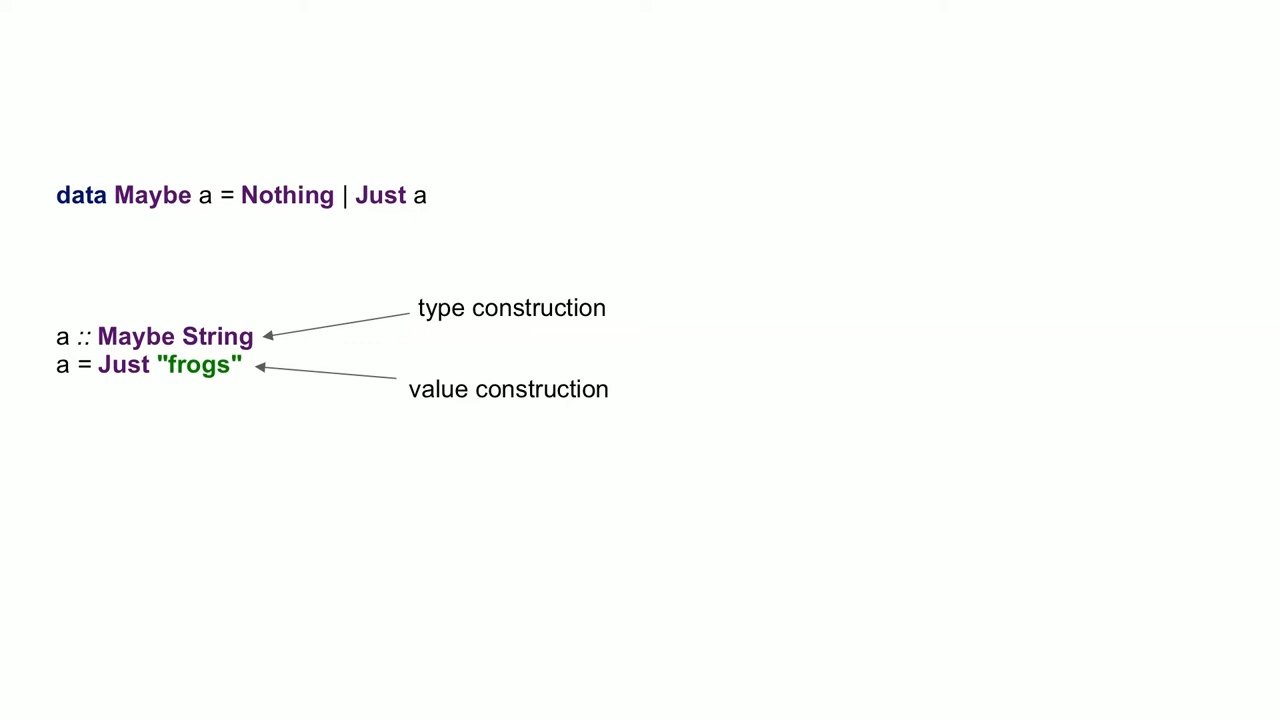 data Maybe a = Nothing | Just a
type construction
a :: Maybe String
a = Just "frogs"
value construction